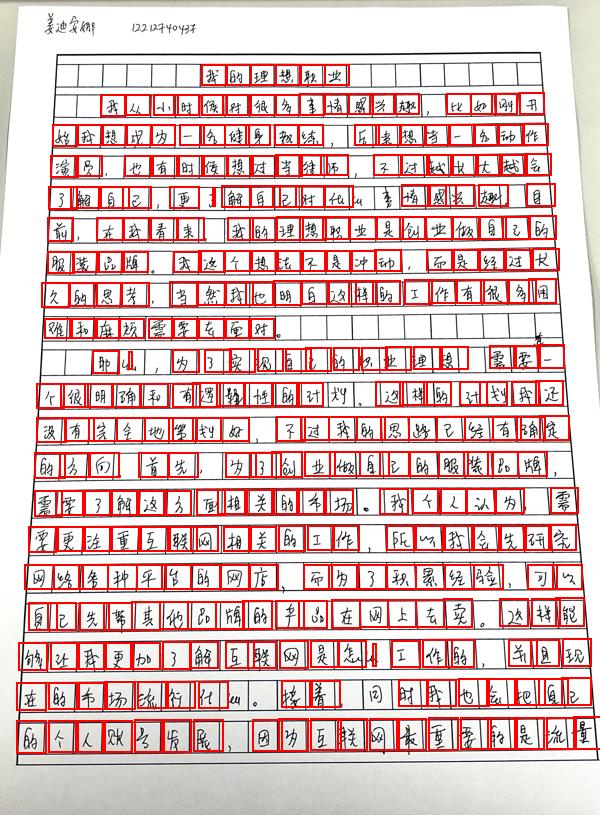 姜迪安娜 12212740437
我的理想职业
我从小时候对很多事情感兴趣,比如刚开
始我想成为一名健身教练,后来想当一名动作
演员,也有时候想过当律师,不过越长大越会
了解自己,更了解自己对什么事情感兴趣。目
前,在我看来,我的理想职业是创业做自己的
服装品牌。我这个想法不是冲动,而是经过长
久的思考,当然我也明白这样的工作有很多困
难和麻烦需要去面对。
那么,为了实现自己的职业理想 需要一
个很明确和有逻辑性的计划。这样的计划我还
没有完全地策划好,不过我的思路已经有确定
的方向。首先,为了创业做自己的服装品牌,
需要了解这方面相关的市场。我个人认为,需
要更注重互联网相关的工作,所以我会先研究
网络各种平台的网店,而为了积累经验,可以
自己先带其他品牌的产品在网上去卖。这样能
够让我更加了解互联网是怎么工作的,并且现
在的市场流行什么。接着,同时我也会把自己
的个人账号发展,因为互联网最重要的是流量